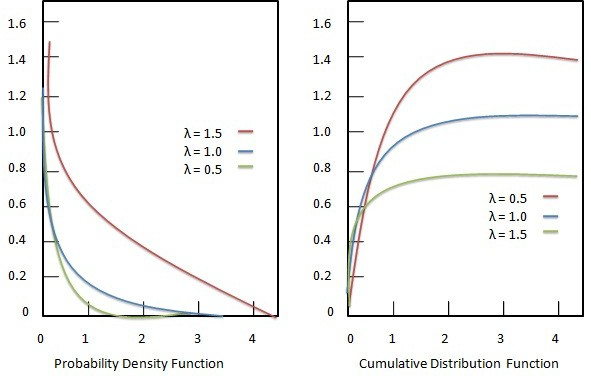 1.6
1.4
1.2
1.0
0.8
0.6
0.4
0.2
0
0 1 2 3 4
λ = 1.5
λ = 1.0
λ = 0.5
Probability Density Function
1.6
1.4
1.2
1.0
0.8
0.6
0.4
0.2
0
0 1 2 3 4
λ = 0.5
λ = 1.0
λ = 1.5
Cumulative Distribution Function